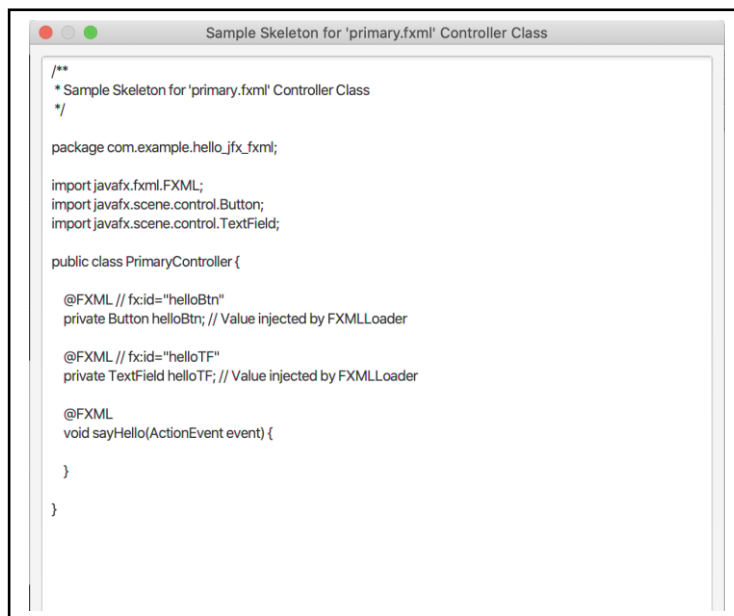 Sample Skeleton for 'primary.fxml' Controller Class
/**
* Sample Skeleton for 'primary.fxml' Controller Class
*/
package com.example.hello_jfx_fxml;
import javafx.fxml.FXML;
import javafx.scene.control.Button;
import javafx.scene.control.TextField;
public class PrimaryController {
@FXML // fx:id="helloBtn"
private Button helloBtn; // Value injected by FXMLLoader
@FXML // fx:id="helloTF"
private TextField helloTF; // Value injected by FXMLLoader
@FXML
void sayHello(ActionEvent event) {
}
}